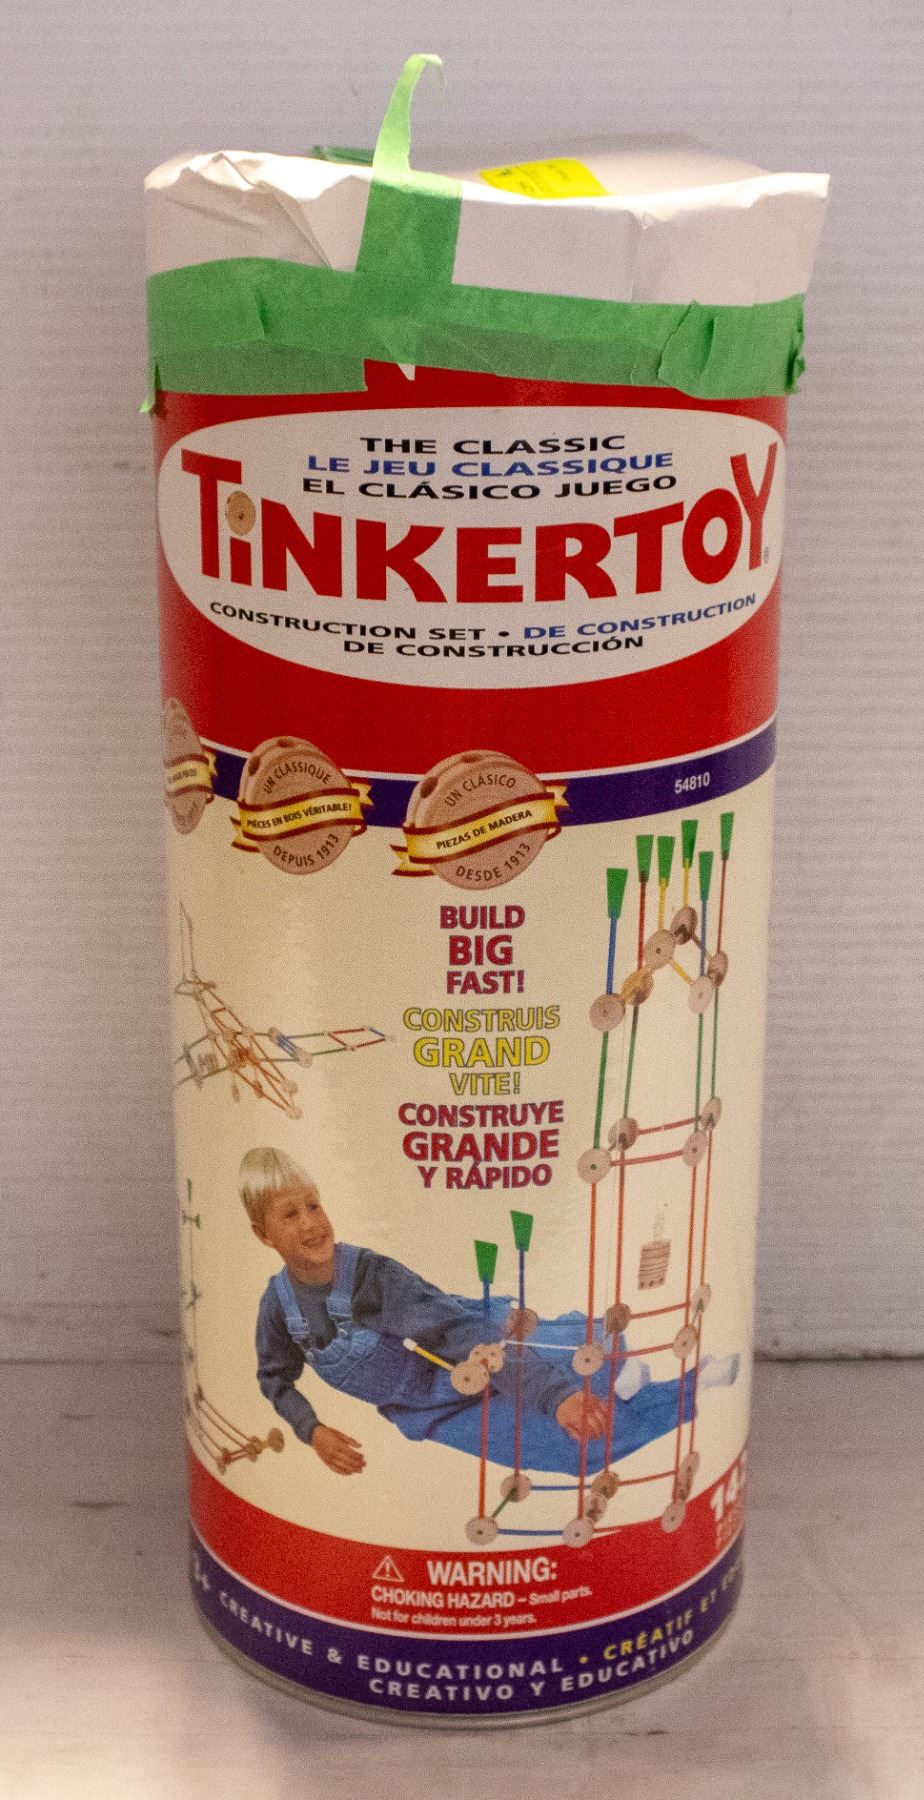 THE CLASSIC
LE JEU CLASSIQUE
EL CLÁSICO JUEGO
TiNKERTOY®
CONSTRUCTION SET • DE CONSTRUCTION
DE CONSTRUCCIÓN
54810
UN CLASSIQUE
PIÈCES EN BOIS VÉRITABLE!
DEPUIS 1913
UN CLÁSICO
PIEZAS DE MADERA
DESDE 1913
BUILD
BIG
FAST!
CONSTRUIS
GRAND
VITE!
CONSTRUYE
GRANDE
Y RÁPIDO
WARNING:
CHOKING HAZARD – Small parts.
Not for children under 3 years.
CREATIVE & EDUCATIONAL • CRÉATIF ET
CREATIVO Y EDUCATIVO